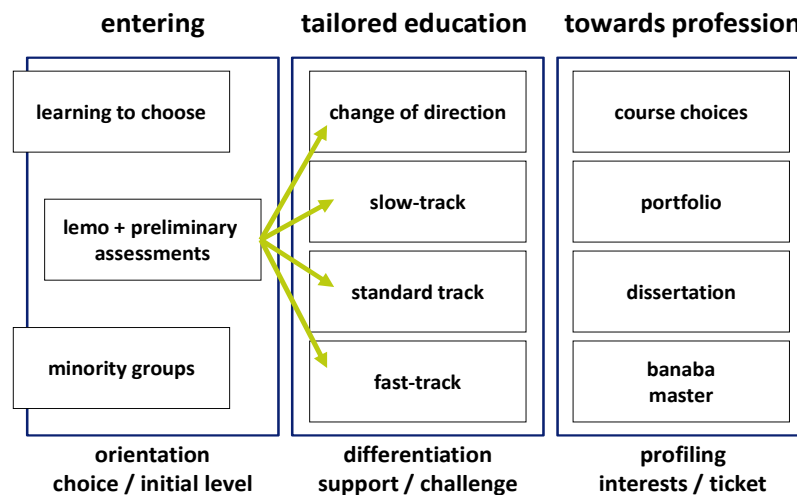 entering
tailored education
towards profession
learning to choose
lemo + preliminary
assessments
minority groups
change of direction
slow-track
standard track
fast-track
course choices
portfolio
dissertation
banaba
master
orientation
choice / initial level
differentiation
support / challenge
profiling
interests / ticket